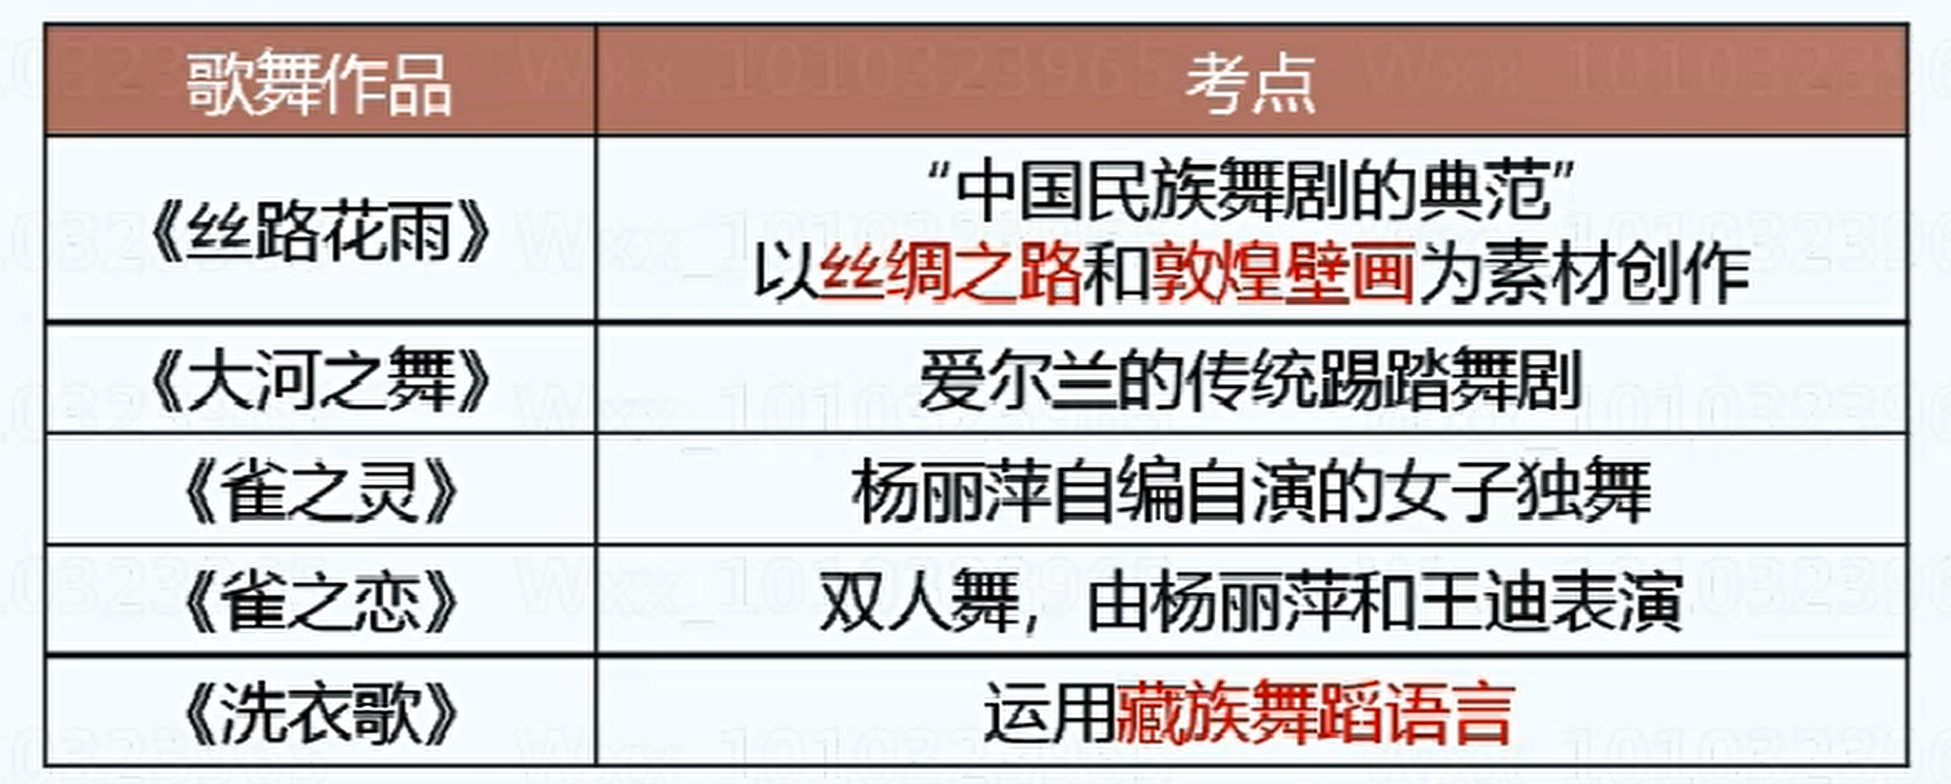 歌舞作品 考点
《丝路花雨》 “中国民族舞剧的典范”
以丝绸之路和敦煌壁画为素材创作
《大河之舞》 爱尔兰的传统踢踏舞剧
《雀之灵》 杨丽萍自编自演的女子独舞
《雀之恋》 双人舞，由杨丽萍和王迪表演
《洗衣歌》 运用藏族舞蹈语言
Wxx_1010323965